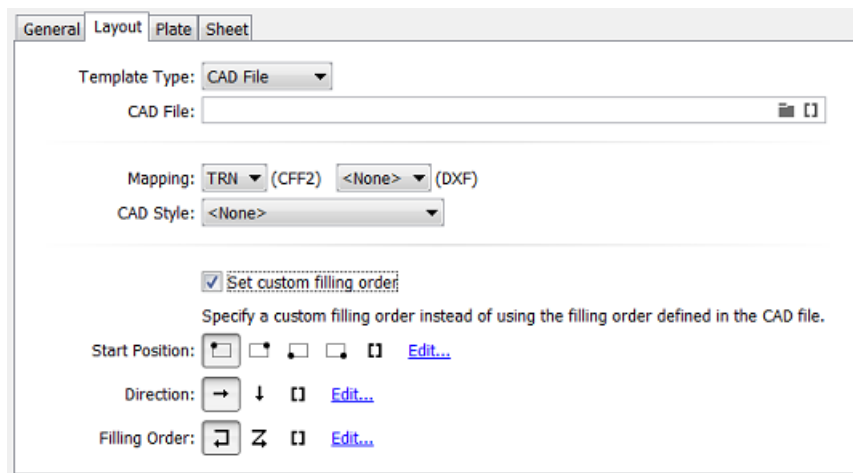 General Layout Plate Sheet
Template Type: CAD File
CAD File:
Mapping: TRN (CFF2) <None> (DXF)
CAD Style: <None>
Set custom filling order
Specify a custom filling order instead of using the filling order defined in the CAD file.
Start Position: Edit...
Direction: Edit...
Filling Order: Edit...